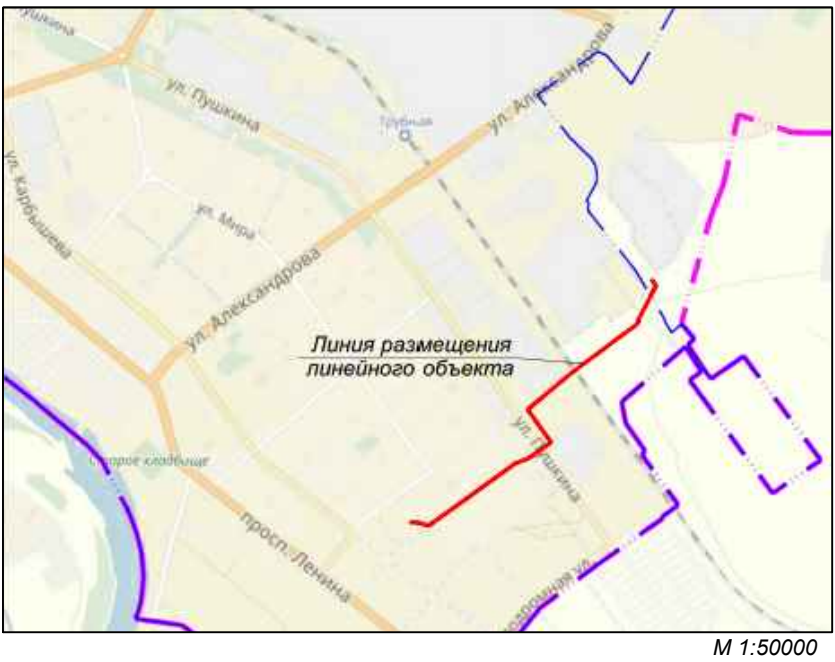 ул. Пушкина
ул. Александрова
Трубная
ул. Карбышева
ул. Мира
ул. Александрова
Линия размещения
линейного объекта
ул. Пушкина
Старое кладбище
просп. Ленина
М 1:50000